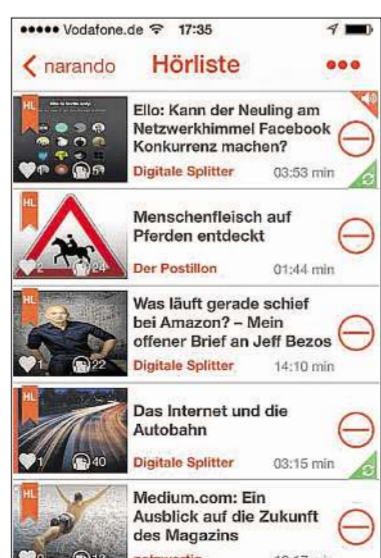 Vodafone.de 17:35
narando Hörliste
HL
Ello: Kann der Neuling am
Netzwerkhimmel Facebook
Konkurrenz machen?
Digitale Splitter 03:53 min
HL
Menschenfleisch auf
Pferden entdeckt
2 24
Der Postillon 01:44 min
HL
Was läuft gerade schief
bei Amazon? – Mein
offener Brief an Jeff Bezos
1 22
Digitale Splitter 14:10 min
HL
Das Internet und die
Autobahn
1 40
Digitale Splitter 03:15 min
HL
Medium.com: Ein
Ausblick auf die Zukunft
des Magazins